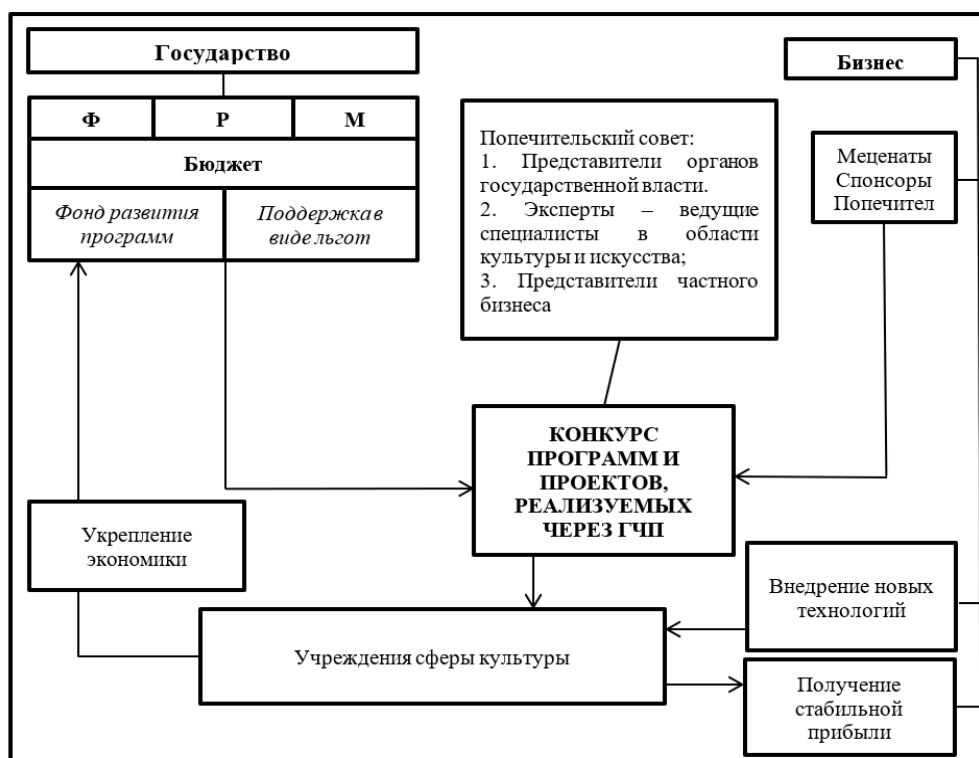 Государство
Ф Р М
Бюджет
Фонд развития
программ
Поддержка в
виде льгот
Попечительский совет:
1. Представители органов
государственной власти.
2. Эксперты – ведущие
специалисты в области
культуры и искусства;
3. Представители частного
бизнеса
Бизнес
Меценаты
Спонсоры
Попечител
КОНКУРС
ПРОГРАММ И
ПРОЕКТОВ,
РЕАЛИЗУЕМЫХ
ЧЕРЕЗ ГЧП
Укрепление
экономики
Учреждения сферы культуры
Внедрение новых
технологий
Получение
стабильной
прибыли